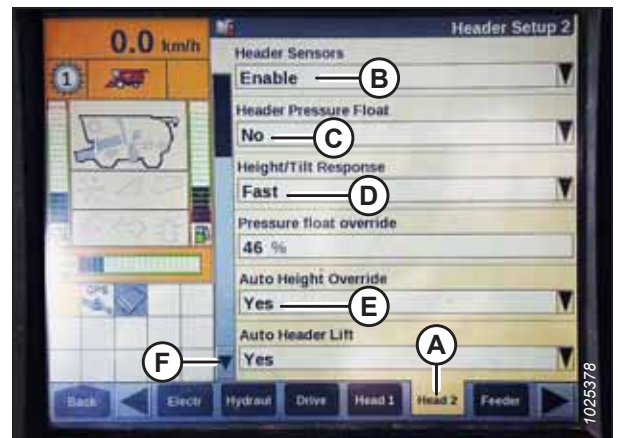 0.0 km/h
Header Setup 2
1
Header Sensors
Enable
B
Header Pressure Float
No
C
Height/Tilt Response
Fast
D
Pressure float override
46 %
Auto Height Override
Yes
E
GPS
Auto Header Lift
Yes
F
A
Back
Electr
Hydraul
Drive
Head 1
Head 2
Feeder
1025378